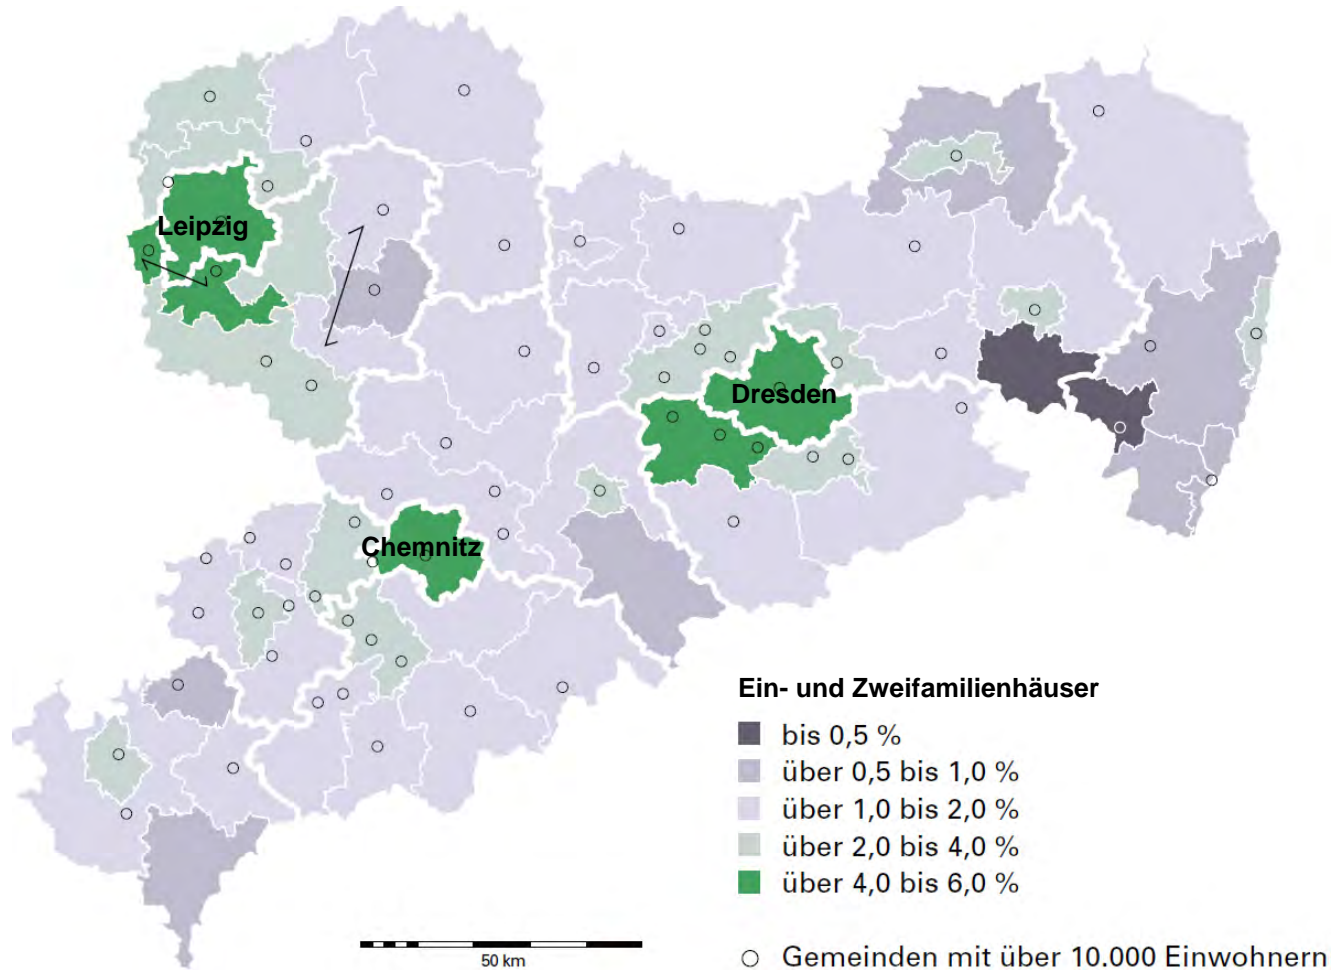 Leipzig
Dresden
Chemnitz
Ein- und Zweifamilienhäuser
bis 0,5 %
über 0,5 bis 1,0 %
über 1,0 bis 2,0 %
über 2,0 bis 4,0 %
über 4,0 bis 6,0 %
50 km
Gemeinden mit über 10.000 Einwohnern